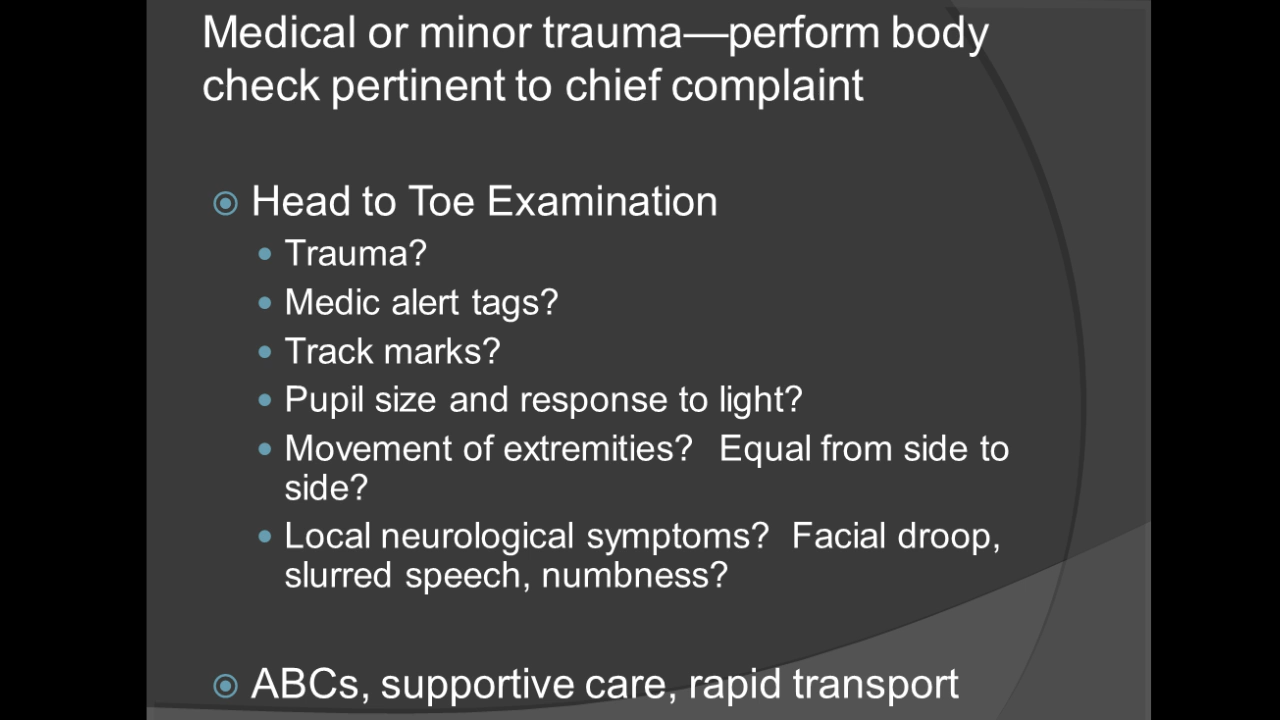 Medical or minor trauma—perform body
check pertinent to chief complaint
Head to Toe Examination
Trauma?
Medic alert tags?
Track marks?
Pupil size and response to light?
Movement of extremities?  Equal from side to
side?
Local neurological symptoms?  Facial droop,
slurred speech, numbness?
ABCs, supportive care, rapid transport